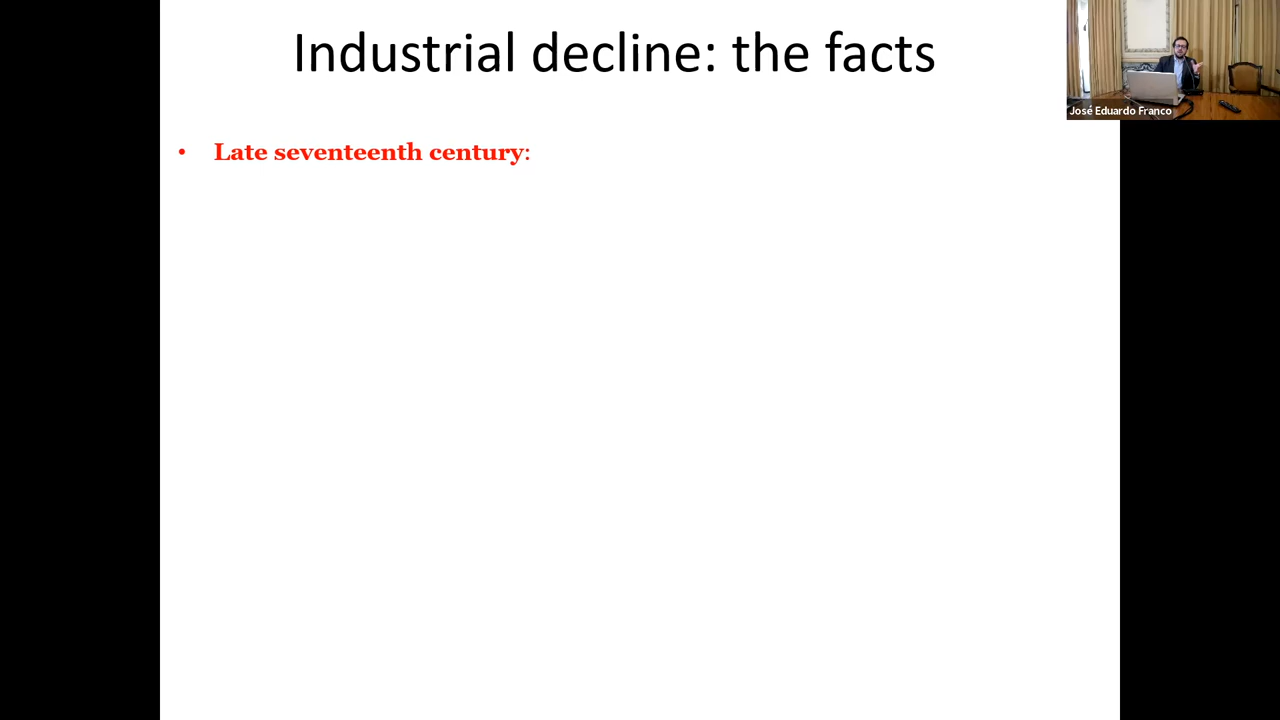 Industrial decline: the facts
José Eduardo Franco
• Late seventeenth century: